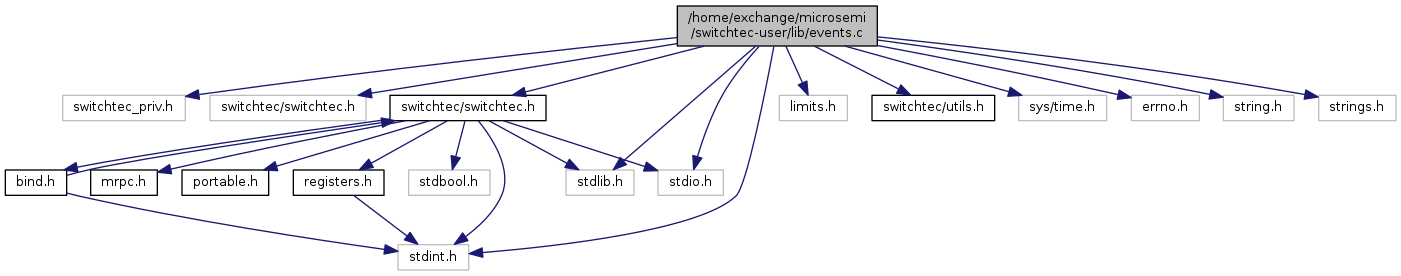 /home/exchange/microsemi
/switchtec-user/lib/events.c
switchtec_priv.h
switchtec/switchtec.h
switchtec/switchtec.h
limits.h
switchtec/utils.h
sys/time.h
errno.h
string.h
strings.h
bind.h
mrpc.h
portable.h
registers.h
stdbool.h
stdlib.h
stdio.h
stdint.h